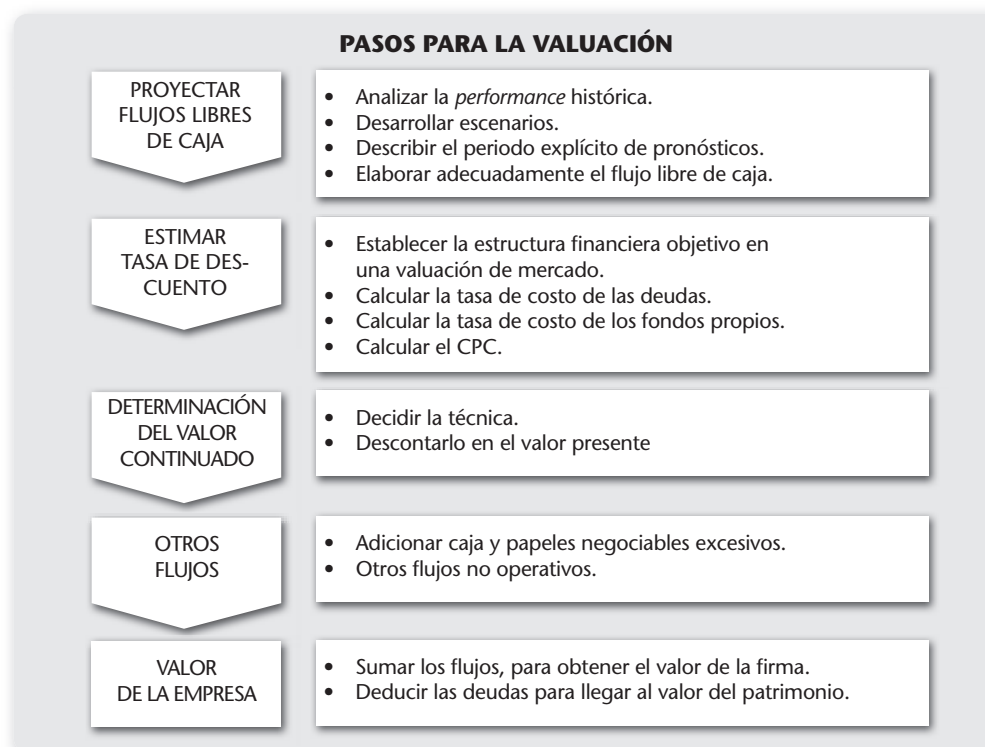 PASOS PARA LA VALUACIÓN
PROYECTAR
FLUJOS LIBRES
DE CAJA
• Analizar la performance histórica.
• Desarrollar escenarios.
• Describir el periodo explícito de pronósticos.
• Elaborar adecuadamente el flujo libre de caja.
ESTIMAR
TASA DE DES-
CUENTO
• Establecer la estructura financiera objetivo en
una valuación de mercado.
• Calcular la tasa de costo de las deudas.
• Calcular la tasa de costo de los fondos propios.
• Calcular el CPC.
DETERMINACIÓN
DEL VALOR
CONTINUADO
• Decidir la técnica.
• Descontarlo en el valor presente
OTROS
FLUJOS
• Adicionar caja y papeles negociables excesivos.
• Otros flujos no operativos.
VALOR
DE LA EMPRESA
• Sumar los flujos, para obtener el valor de la firma.
• Deducir las deudas para llegar al valor del patrimonio.